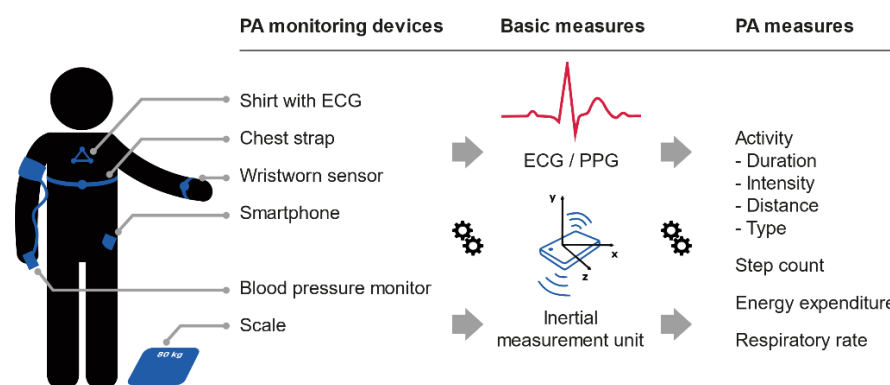 PA monitoring devices
Basic measures
PA measures
Shirt with ECG
Chest strap
Wristworn sensor
Smartphone
Blood pressure monitor
Scale
80 kg
ECG / PPG
y
x
z
Inertial
measurement unit
Activity
- Duration
- Intensity
- Distance
- Type
Step count
Energy expenditure
Respiratory rate